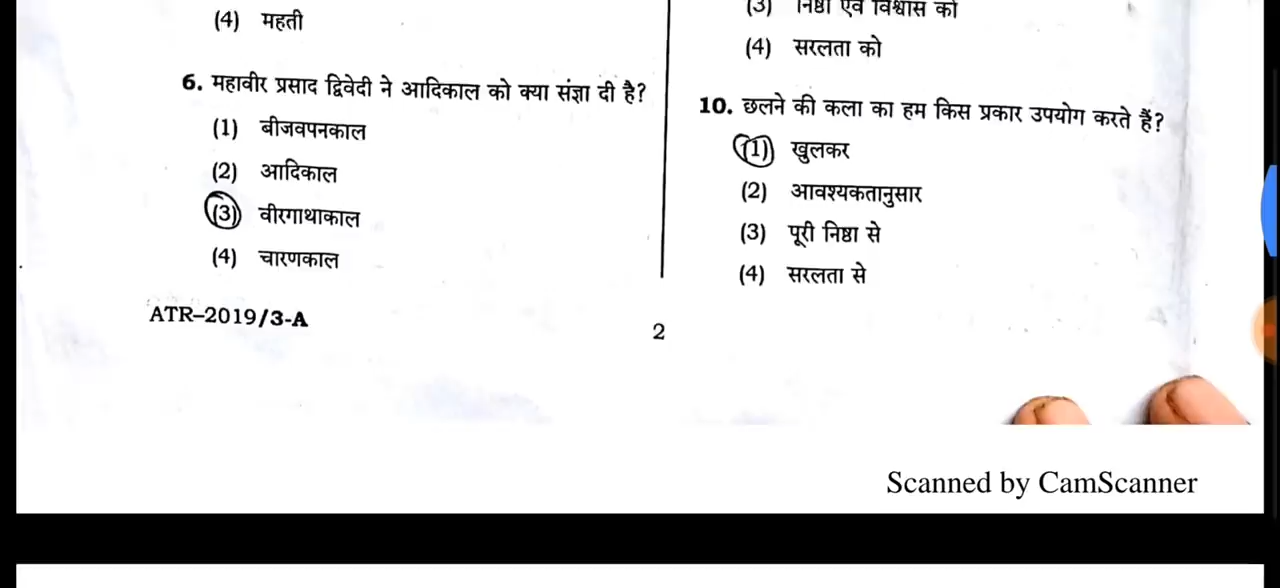 (4) महती
6. महावीर प्रसाद द्विवेदी ने आदिकाल को क्या संज्ञा दी है?
(1) बीजवपनकाल
(2) आदिकाल
(3) वीरगाथाकाल
(4) चारणकाल
ATR–2019/3-A
(3) निष्ठा एवं विश्वास को
(4) सरलता को
10. छलने की कला का हम किस प्रकार उपयोग करते हैं?
(1) खुलकर
(2) आवश्यकतानुसार
(3) पूरी निष्ठा से
(4) सरलता से
2
Scanned by CamScanner